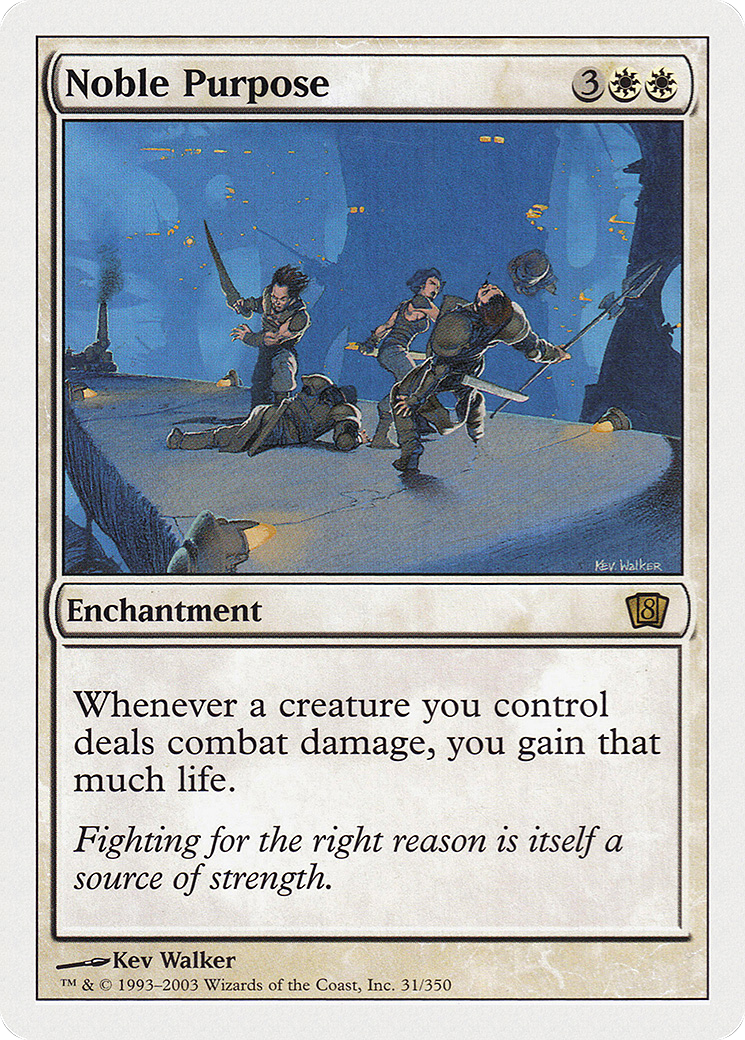 Noble Purpose 3
KEV WALKER
Enchantment 8
Whenever a creature you control
deals combat damage, you gain that
much life.
Fighting for the right reason is itself a
source of strength.
Kev Walker
™ & © 1993–2003 Wizards of the Coast, Inc. 31/350